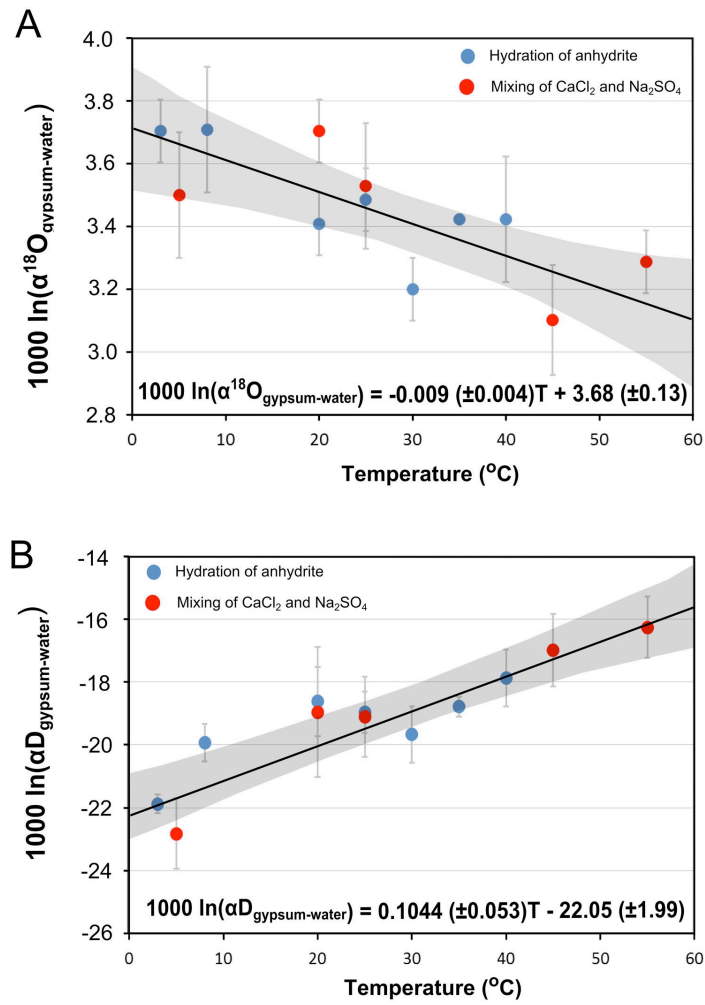 A
4.0
3.8
3.6
3.4
3.2
3.0
2.8
1000 ln(α¹⁸Ogypsum-water)
Hydration of anhydrite
Mixing of CaCl₂ and Na₂SO₄
1000 ln(α¹⁸Ogypsum-water) = -0.009 (±0.004)T + 3.68 (±0.13)
0 10 20 30 40 50 60
Temperature (ºC)
B
-14
-16
-18
-20
-22
-24
-26
1000 ln(αDgypsum-water)
Hydration of anhydrite
Mixing of CaCl₂ and Na₂SO₄
1000 ln(αDgypsum-water) = 0.1044 (±0.053)T - 22.05 (±1.99)
0 10 20 30 40 50 60
Temperature (ºC)